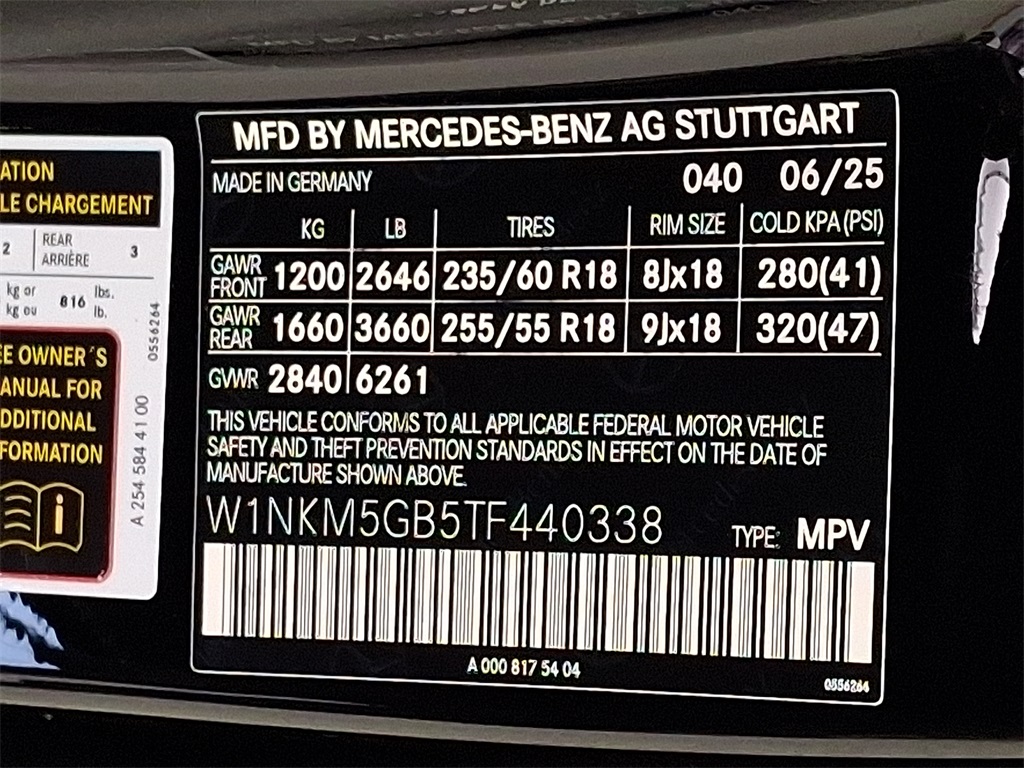 MFD BY MERCEDES-BENZ AG STUTTGART
MADE IN GERMANY 040 06/25
KG LB TIRES RIM SIZE COLD KPA (PSI)
GAWR FRONT 1200 2646 235/60 R18 8Jx18 280(41)
GAWR REAR 1660 3660 255/55 R18 9Jx18 320(47)
GVWR 2840 6261
THIS VEHICLE CONFORMS TO ALL APPLICABLE FEDERAL MOTOR VEHICLE
SAFETY AND THEFT PREVENTION STANDARDS IN EFFECT ON THE DATE OF
MANUFACTURE SHOWN ABOVE.
W1NKM5GB5TF440338 TYPE: MPV
A 000 817 54 04
0556264
ATION
LE CHARGEMENT
2 REAR 3
ARRIÈRE
kg or 816 lbs.
kg ou lb.
EE OWNER´S
ANUAL FOR
DDITIONAL
FORMATION
i
0556264
A 254 584 41 00